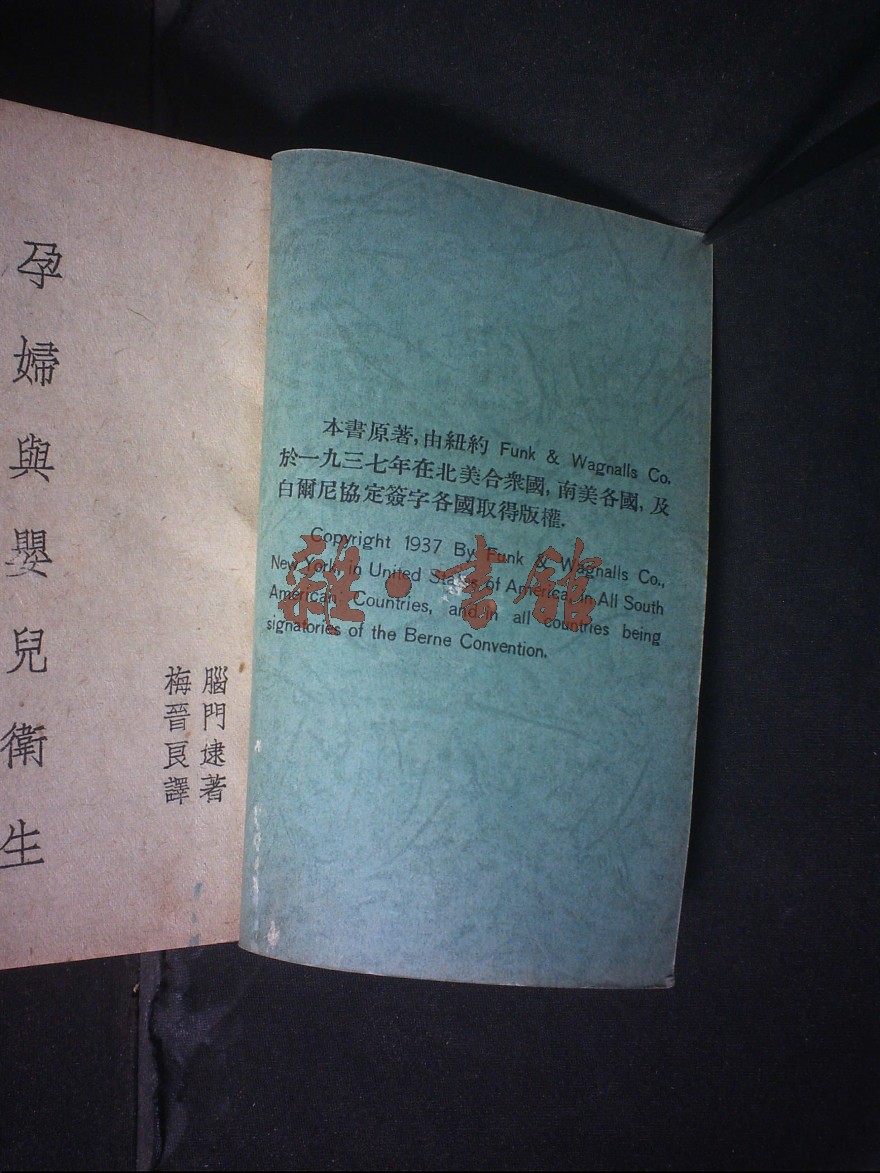 孕婦與嬰兒衛生
腦門逮著
梅晉良譯
本書原著,由紐約 Funk & Wagnalls Co.
於一九三七年在北美合衆國,南美各國,及
白爾尼協定簽字各國取得版權.
Copyright 1937 By Funk & Wagnalls Co.,
New York, in United States of America, in All South
American Countries, and in all countries being
signatories of the Berne Convention.
雜·書館